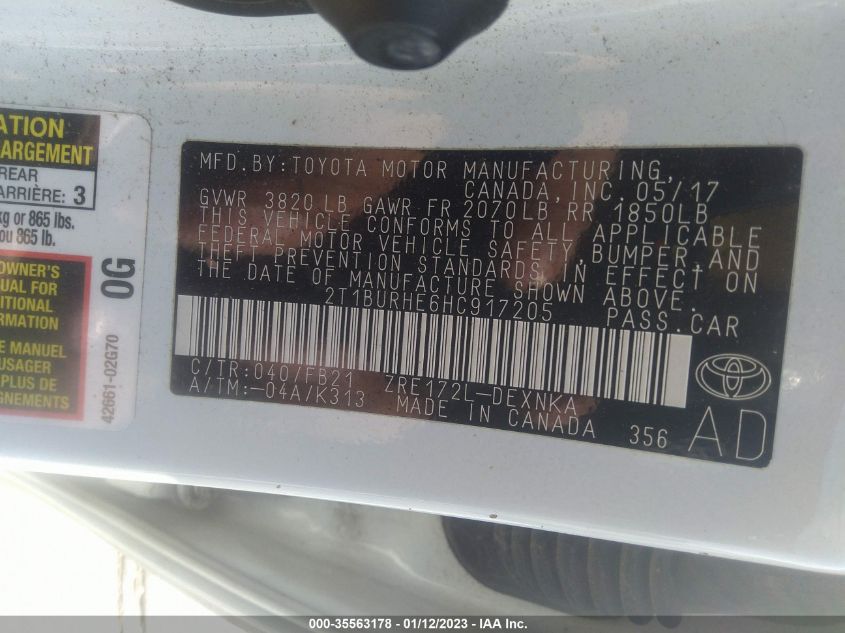 ATION
ARGEMENT
REAR
ARRIÈRE: 3
kg or 865 lbs.
ou 865 lb.
OWNER'S
NUAL FOR
DITIONAL
RMATION
E MANUEL
USAGER
PLUS DE
0G
42661-02G70
MFD. BY: TOYOTA MOTOR MANUFACTURING,
CANADA, INC. 05/17
GVWR 3820 LB GAWR FR 2070LB RR 1850LB
THIS VEHICLE CONFORMS TO ALL APPLICABLE
FEDERAL MOTOR VEHICLE SAFETY, BUMPER, AND
THEFT PREVENTION STANDARDS IN EFFECT ON
THE DATE OF MANUFACTURE SHOWN ABOVE.
2T1BURHE6HC917205 PASS.CAR
C/TR:040/FB21 ZRE172L-DEXNKA
A/TM:-04A/K313 MADE IN CANADA 356
AD
000-35563178 - 01/12/2023 - IAA Inc.